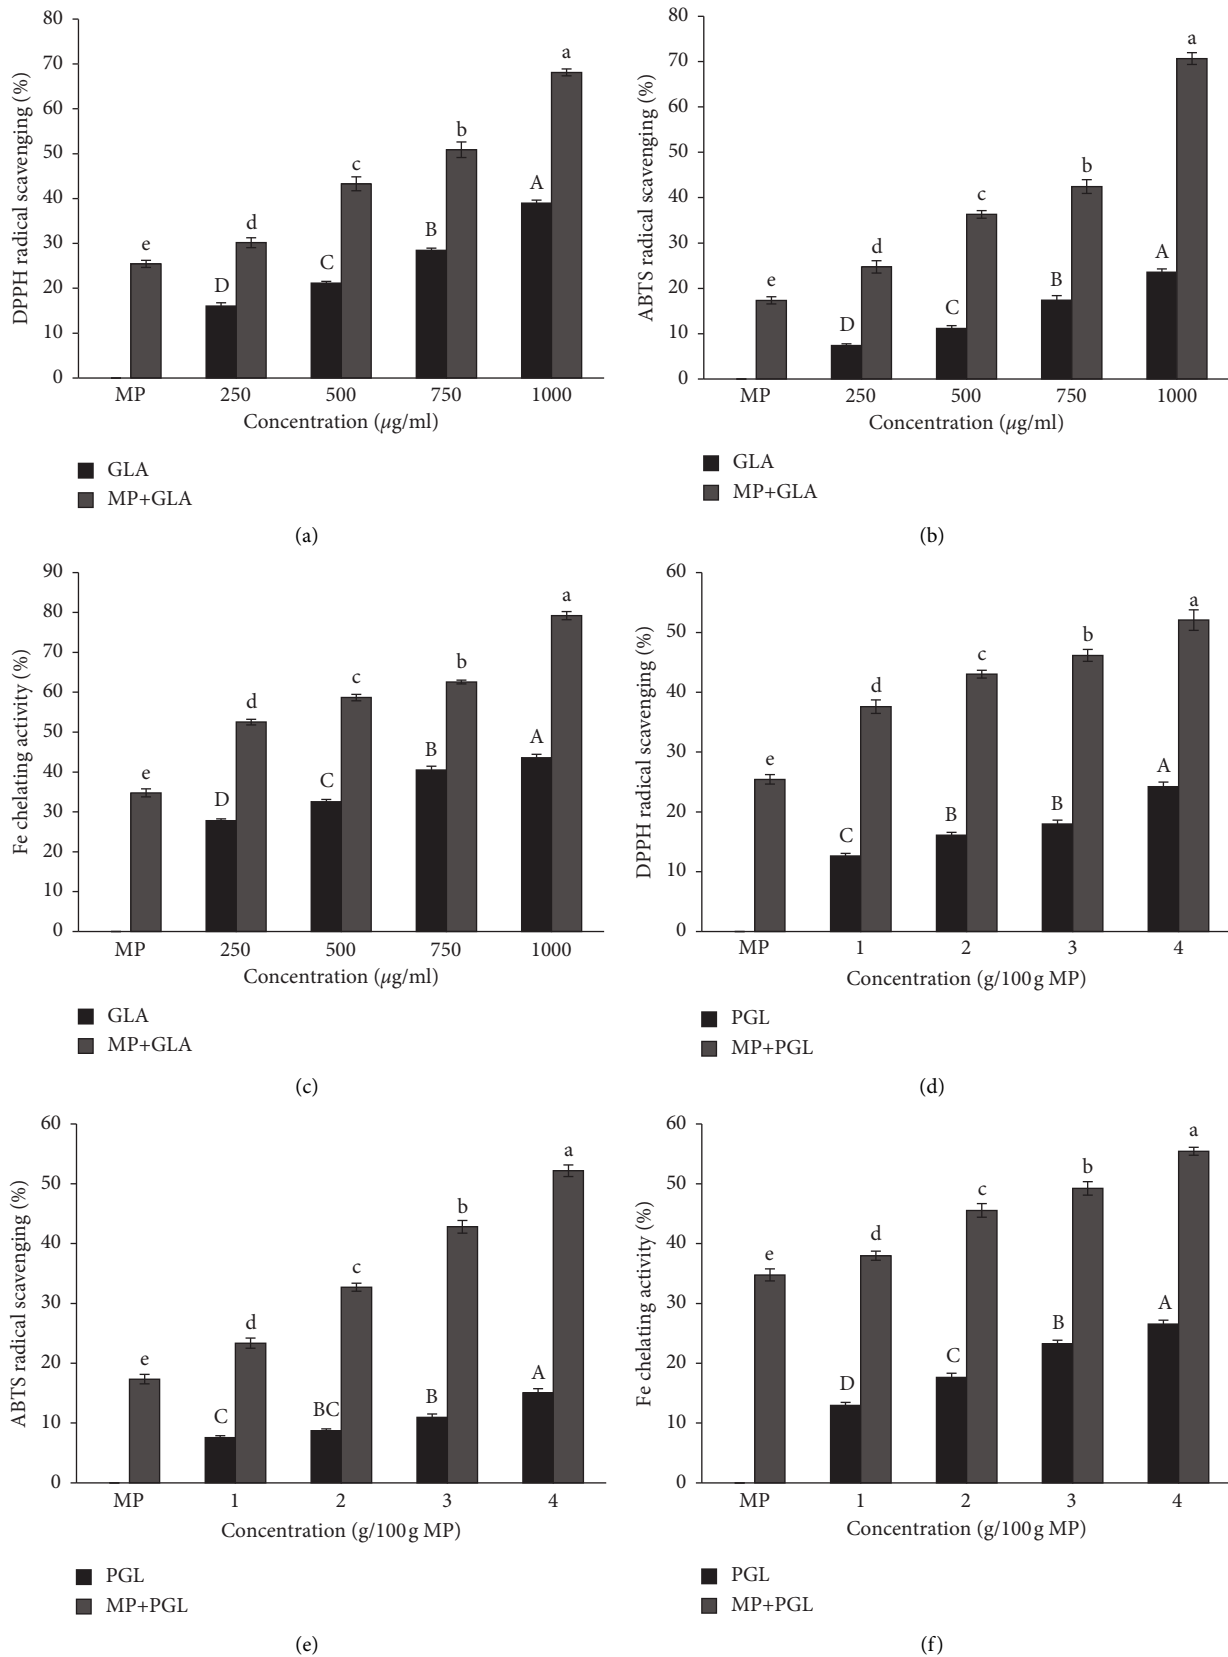 DPPH radical scavenging (%)
80
70
60
50
40
30
20
10
0
e
D
d
C
c
B
b
A
a
MP 250 500 750 1000
Concentration (μg/ml)
GLA
MP+GLA
(a)
ABTS radical scavenging (%)
80
70
60
50
40
30
20
10
0
e
D
d
C
c
B
b
A
a
MP 250 500 750 1000
Concentration (μg/ml)
GLA
MP+GLA
(b)
Fe chelating activity (%)
90
80
70
60
50
40
30
20
10
0
e
D
d
C
c
B
b
A
a
MP 250 500 750 1000
Concentration (μg/ml)
GLA
MP+GLA
(c)
DPPH radical scavenging (%)
60
50
40
30
20
10
0
e
C
d
B
c
B
b
A
a
MP 1 2 3 4
Concentration (g/100 g MP)
PGL
MP+PGL
(d)
ABTS radical scavenging (%)
60
50
40
30
20
10
0
e
C
d
BC
c
B
b
A
a
MP 1 2 3 4
Concentration (g/100 g MP)
PGL
MP+PGL
(e)
Fe chelating activity (%)
60
50
40
30
20
10
0
e
D
d
C
c
B
b
A
a
MP 1 2 3 4
Concentration (g/100 g MP)
PGL
MP+PGL
(f)